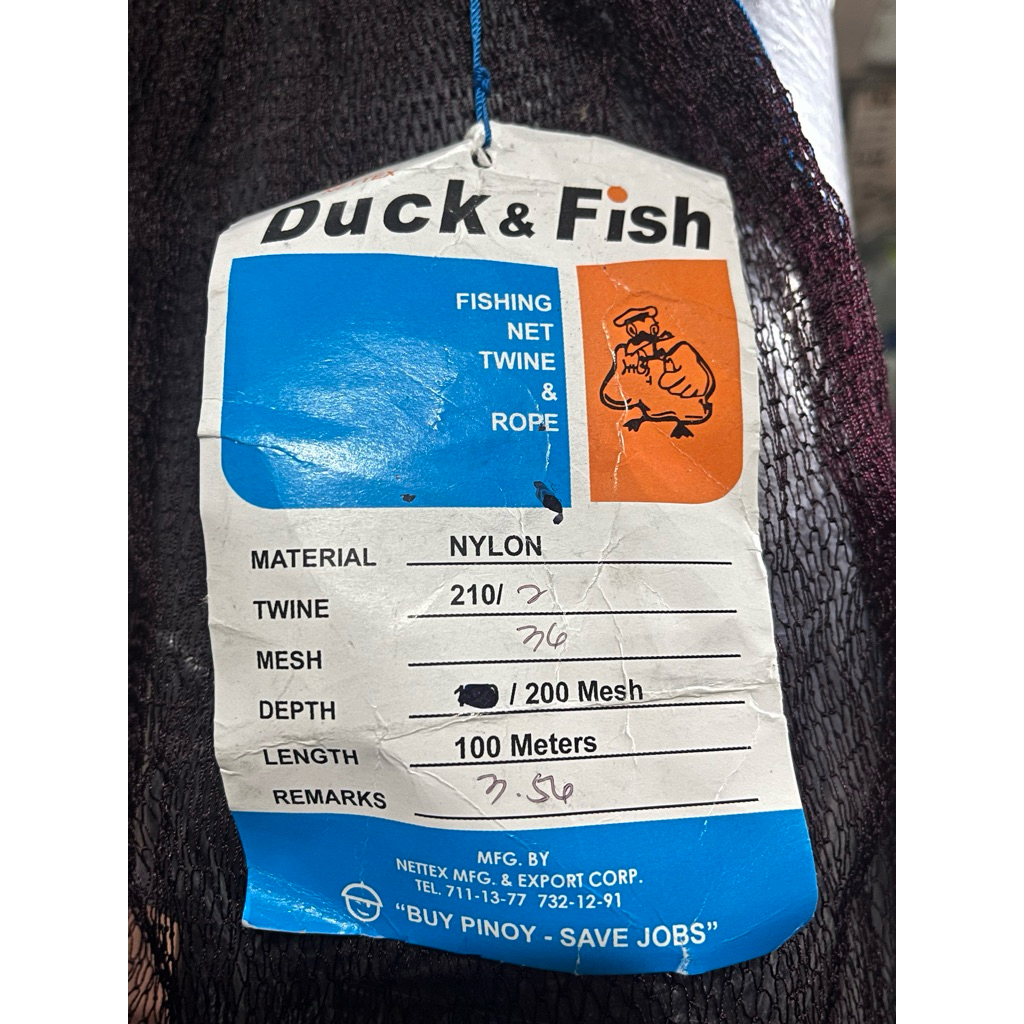 Duck & Fish
FISHING
NET
TWINE
&
ROPE
MATERIAL NYLON
TWINE 210/ 2
MESH 36
DEPTH / 200 Mesh
LENGTH 100 Meters
REMARKS 3.56
MFG. BY
NETTEX MFG. & EXPORT CORP.
TEL. 711-13-77 732-12-91
"BUY PINOY - SAVE JOBS"